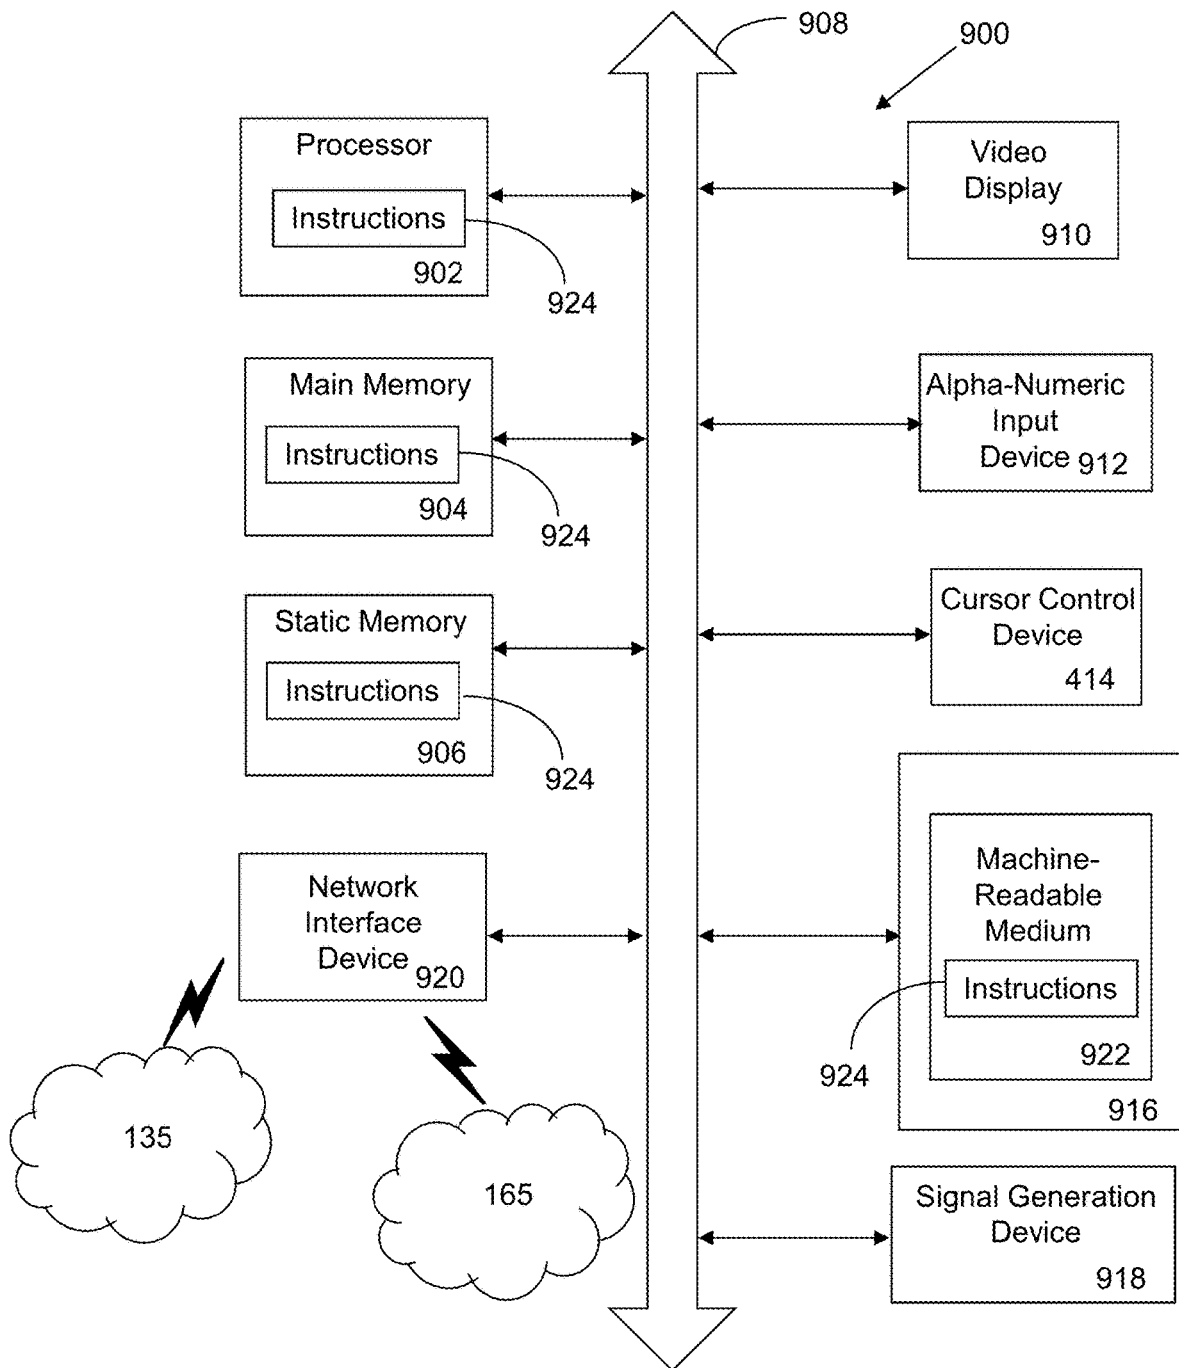 908
900
Processor
Instructions
902
924
Video
Display
910
Main Memory
Instructions
904
924
Alpha-Numeric
Input
Device 912
Static Memory
Instructions
906
924
Cursor Control
Device
414
Network
Interface
Device
920
Machine-
Readable
Medium
Instructions
922
924
916
135
165
Signal Generation
Device
918